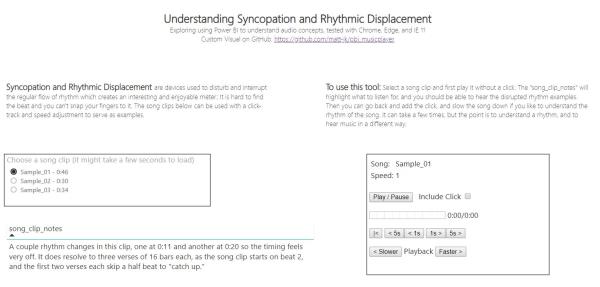 Understanding Syncopation and Rhythmic Displacement
Exploring using Power BI to understand audio concepts, tested with Chrome, Edge, and IE 11
Custom Visual on GitHub: https://github.com/matt-jk/pbi_musicplayer
Syncopation and Rhythmic Displacement are devices used to disturb and interrupt
the regular flow of rhythm which creates an interesting and enjoyable meter. It is hard to find
the beat and you can't snap your fingers to it. The song clips below can be used with a click-
track and speed adjustment to serve as examples.
To use this tool: Select a song clip and first play it without a click. The "song_clip_notes" will
highlight what to listen for, and you should be able to hear the disrupted rhythm examples.
Then you can go back and add the click, and slow the song down if you like to understand the
rhythm of the song. It can take a few times, but the point is to understand a rhythm, and to
hear music in a different way.
Choose a song clip (it might take a few seconds to load)
Sample_01 - 0:46
Sample_02 - 0:30
Sample_03 - 0:34
song_clip_notes
A couple rhythm changes in this clip, one at 0:11 and another at 0:20 so the timing feels
very off. It does resolve to three verses of 16 bars each, as the song clip starts on beat 2,
and the first two verses each skip a half beat to "catch up."
Song: Sample_01
Speed: 1
Play / Pause Include Click
0:00/0:00
|< < 5s < 1s 1s > 5s >
< Slower Playback Faster >